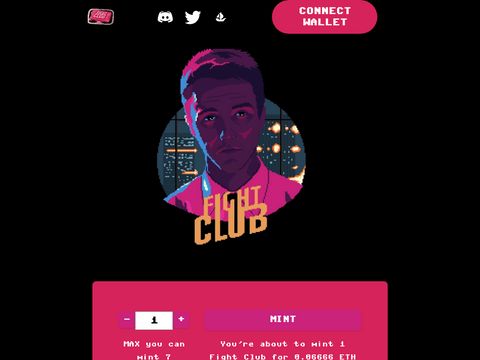 CONNECT
WALLET
FIGHT
CLUB
- 1 + MINT
MAX you can
mint 7
You're about to mint 1
Fight Club for 0.06666 ETH